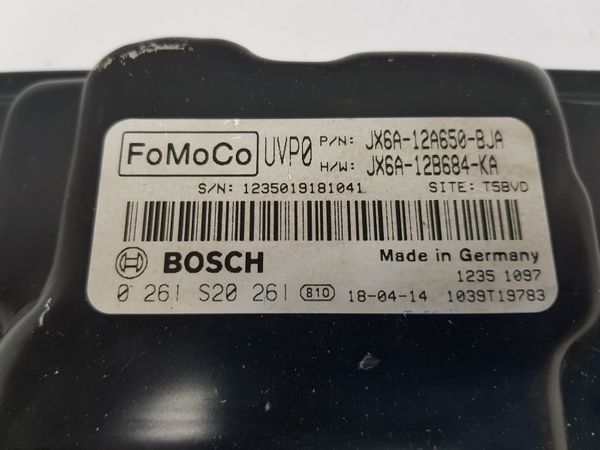 FoMoCo UVP0 P/N: JX6A-12A650-BJA
H/W: JX6A-12B684-KA
S/N: 1235019181041 SITE: T5BVD
BOSCH Made in Germany
1235 1097
0 261 S20 261 810 18-04-14 1039T19783